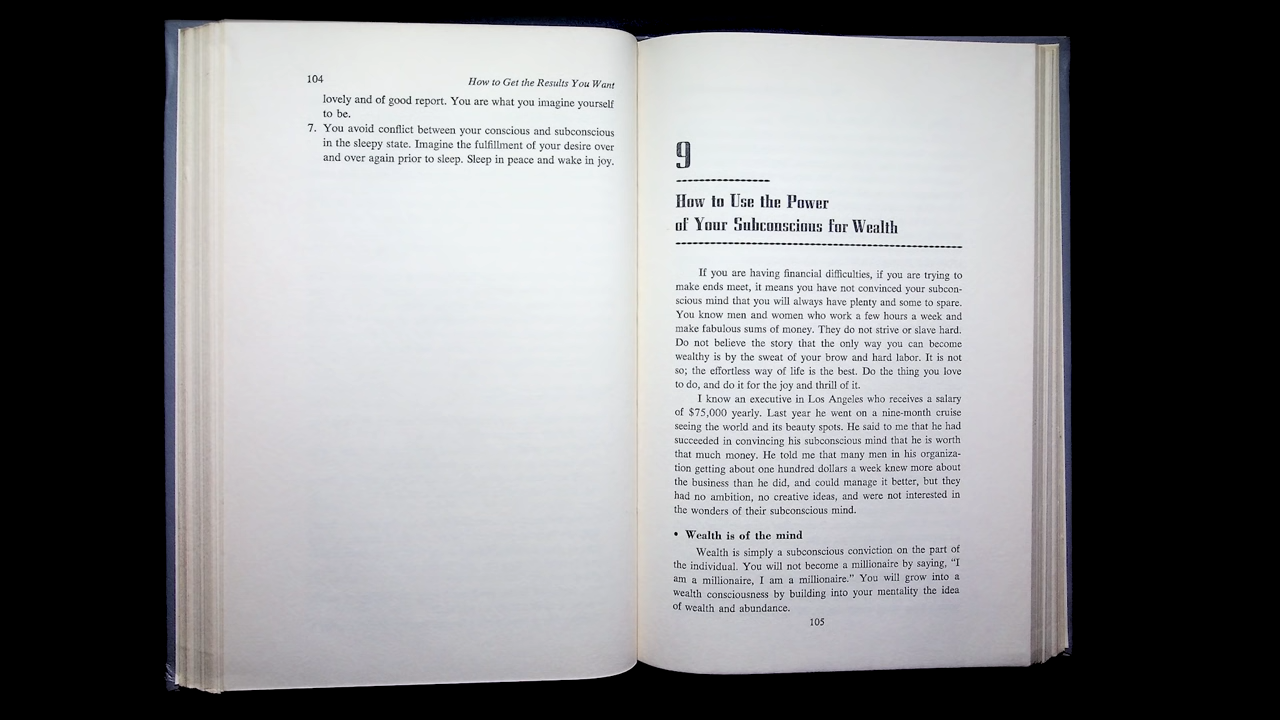 104
How to Get the Results You Want
lovely and of good report. You are what you imagine yourself
to be.
7. You avoid conflict between your conscious and subconscious
in the sleepy state. Imagine the fulfillment of your desire over
and over again prior to sleep. Sleep in peace and wake in joy.
9
How to Use the Power
of Your Subconscious for Wealth
If you are having financial difficulties, if you are trying to
make ends meet, it means you have not convinced your subcon-
scious mind that you will always have plenty and some to spare.
You know men and women who work a few hours a week and
make fabulous sums of money. They do not strive or slave hard.
Do not believe the story that the only way you can become
wealthy is by the sweat of your brow and hard labor. It is not
so; the effortless way of life is the best. Do the thing you love
to do, and do it for the joy and thrill of it.
I know an executive in Los Angeles who receives a salary
of $75,000 yearly. Last year he went on a nine-month cruise
seeing the world and its beauty spots. He said to me that he had
succeeded in convincing his subconscious mind that he is worth
that much money. He told me that many men in his organiza-
tion getting about one hundred dollars a week knew more about
the business than he did, and could manage it better, but they
had no ambition, no creative ideas, and were not interested in
the wonders of their subconscious mind.
• Wealth is of the mind
Wealth is simply a subconscious conviction on the part of
the individual. You will not become a millionaire by saying, "I
am a millionaire, I am a millionaire." You will grow into a
wealth consciousness by building into your mentality the idea
of wealth and abundance.
105